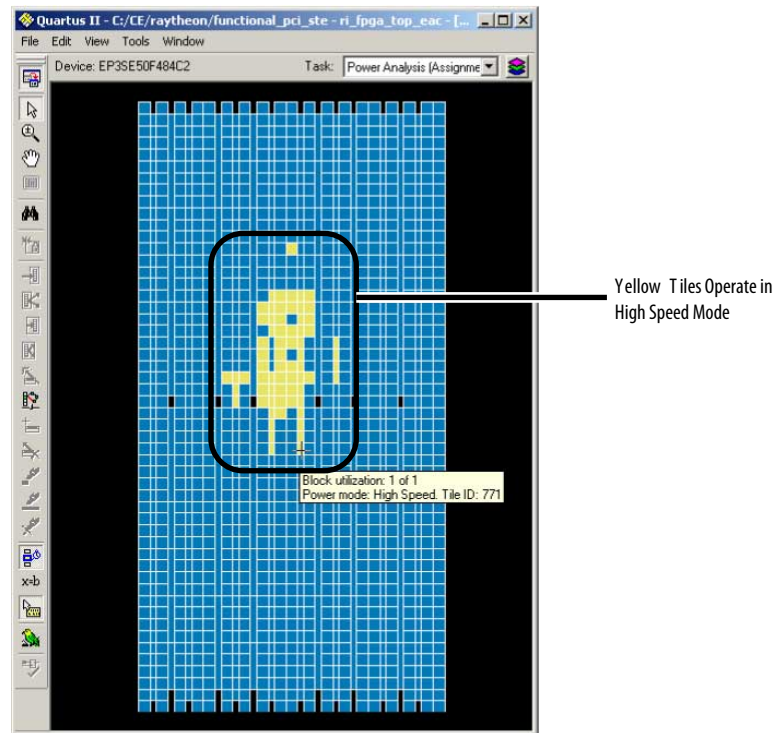 Quartus II - C:/CE/raytheon/functional_pci_ste - ri_fpga_top_eac - [...
File Edit View Tools Window
Device: EP3SE50F484C2 Task: Power Analysis (Assignme
Yellow Tiles Operate in
High Speed Mode
Block utilization: 1 of 1
Power mode: High Speed. Tile ID: 771
x=b